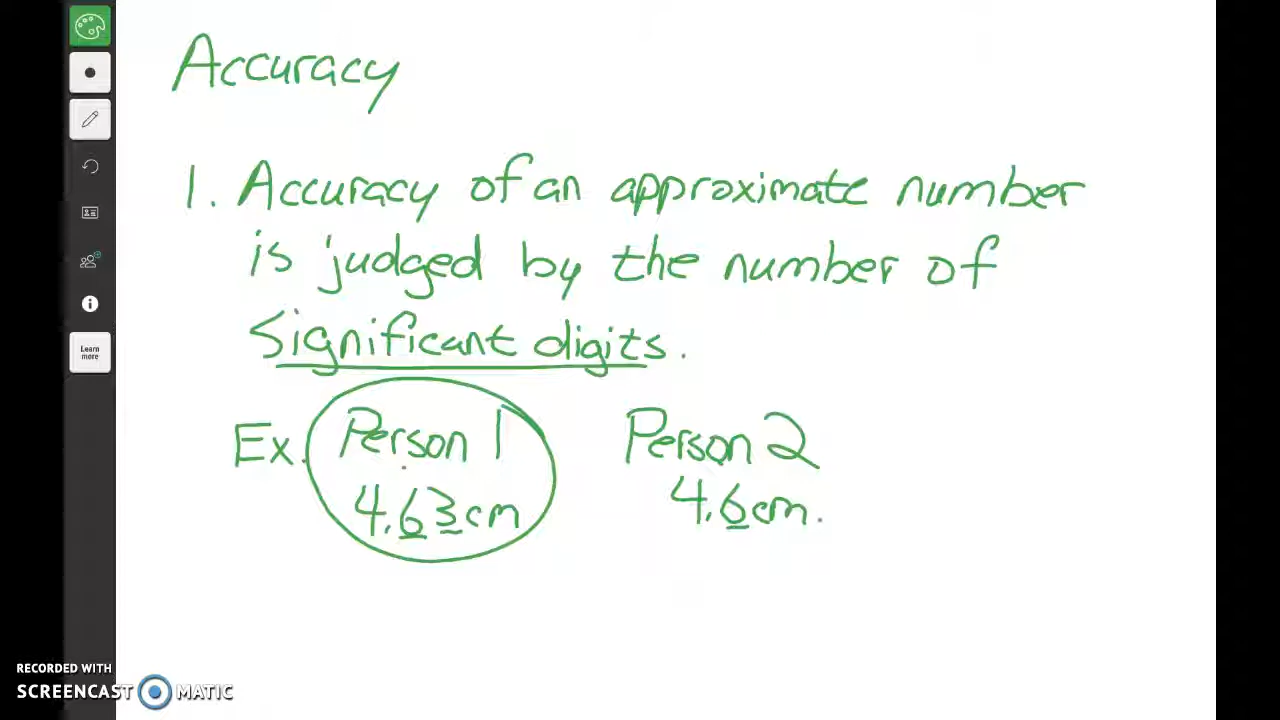 Accuracy
1. Accuracy of an approximate number
is judged by the number of
significant digits.
Ex. Person 1 Person 2
4.63cm 4.6cm.
Learn
more
RECORDED WITH
SCREENCAST MATIC